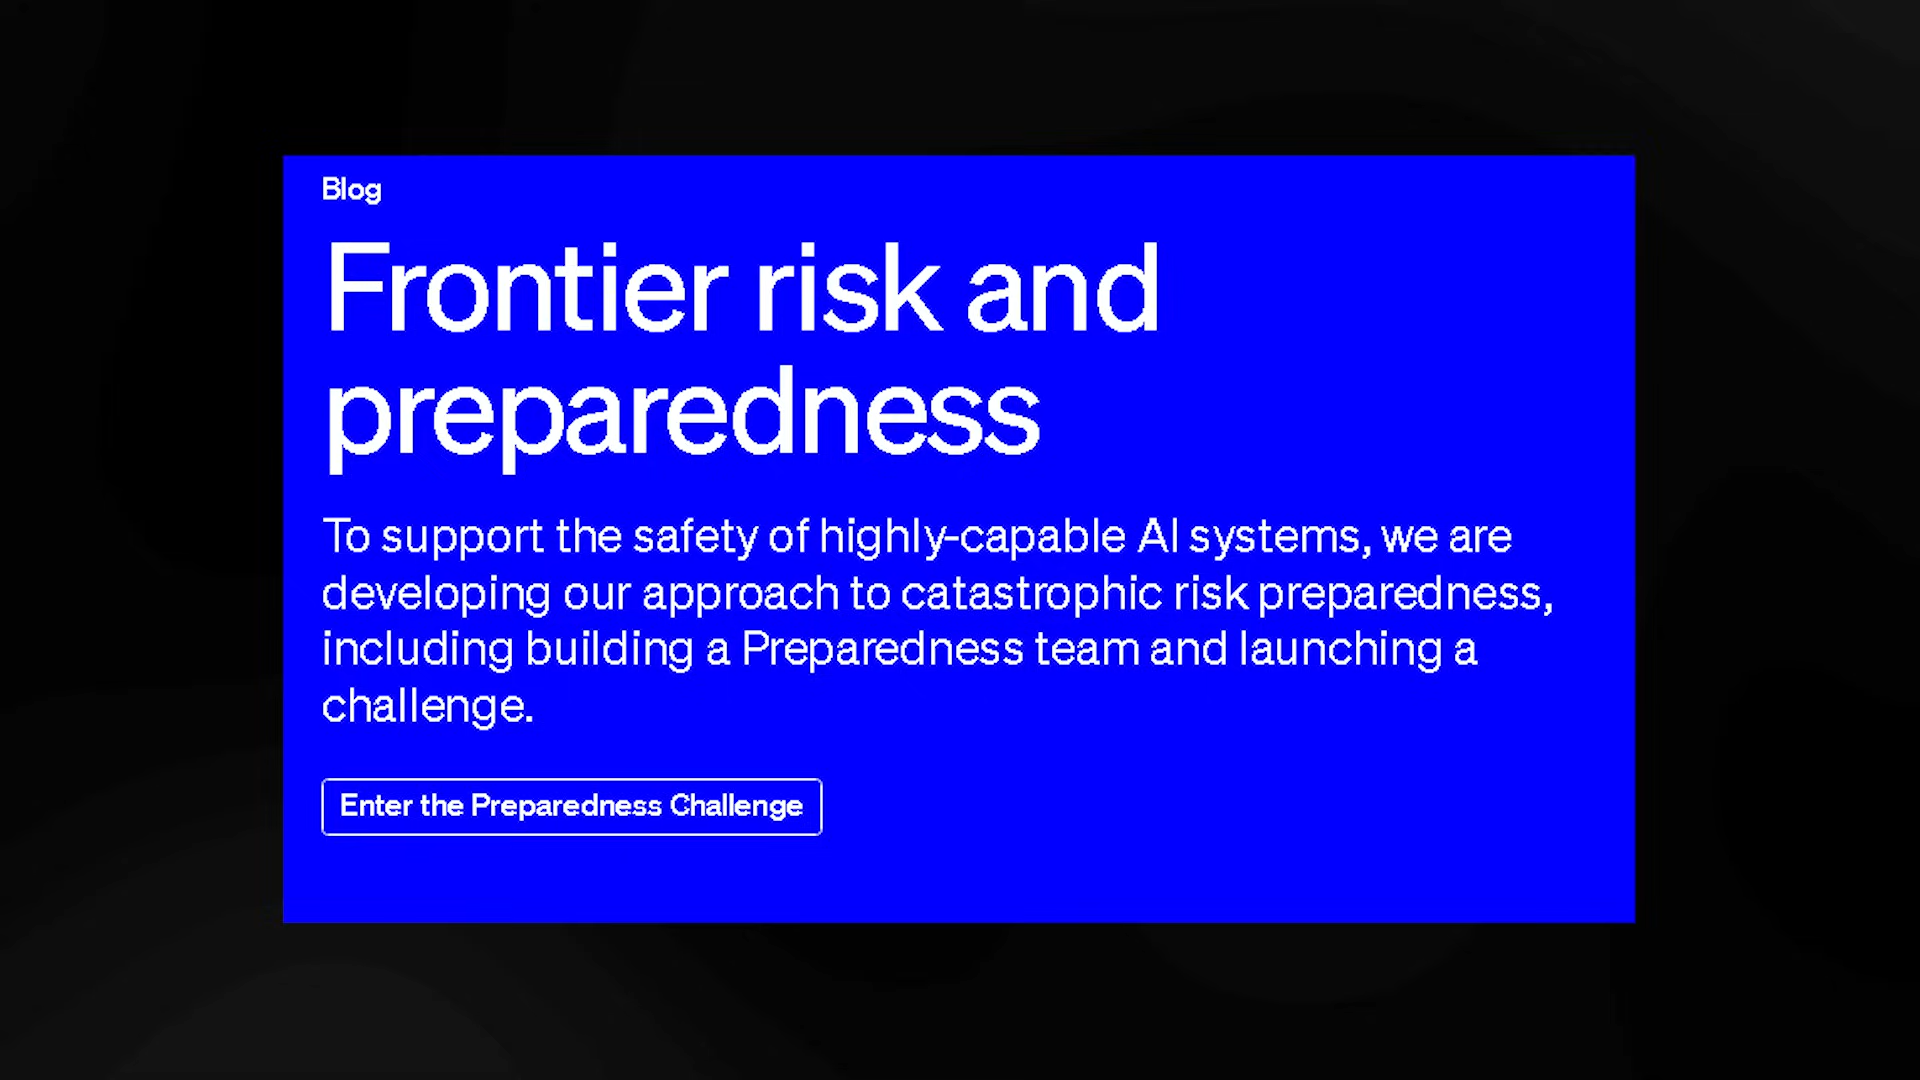 Blog
Frontier risk and
preparedness
To support the safety of highly-capable AI systems, we are
developing our approach to catastrophic risk preparedness,
including building a Preparedness team and launching a
challenge.
Enter the Preparedness Challenge